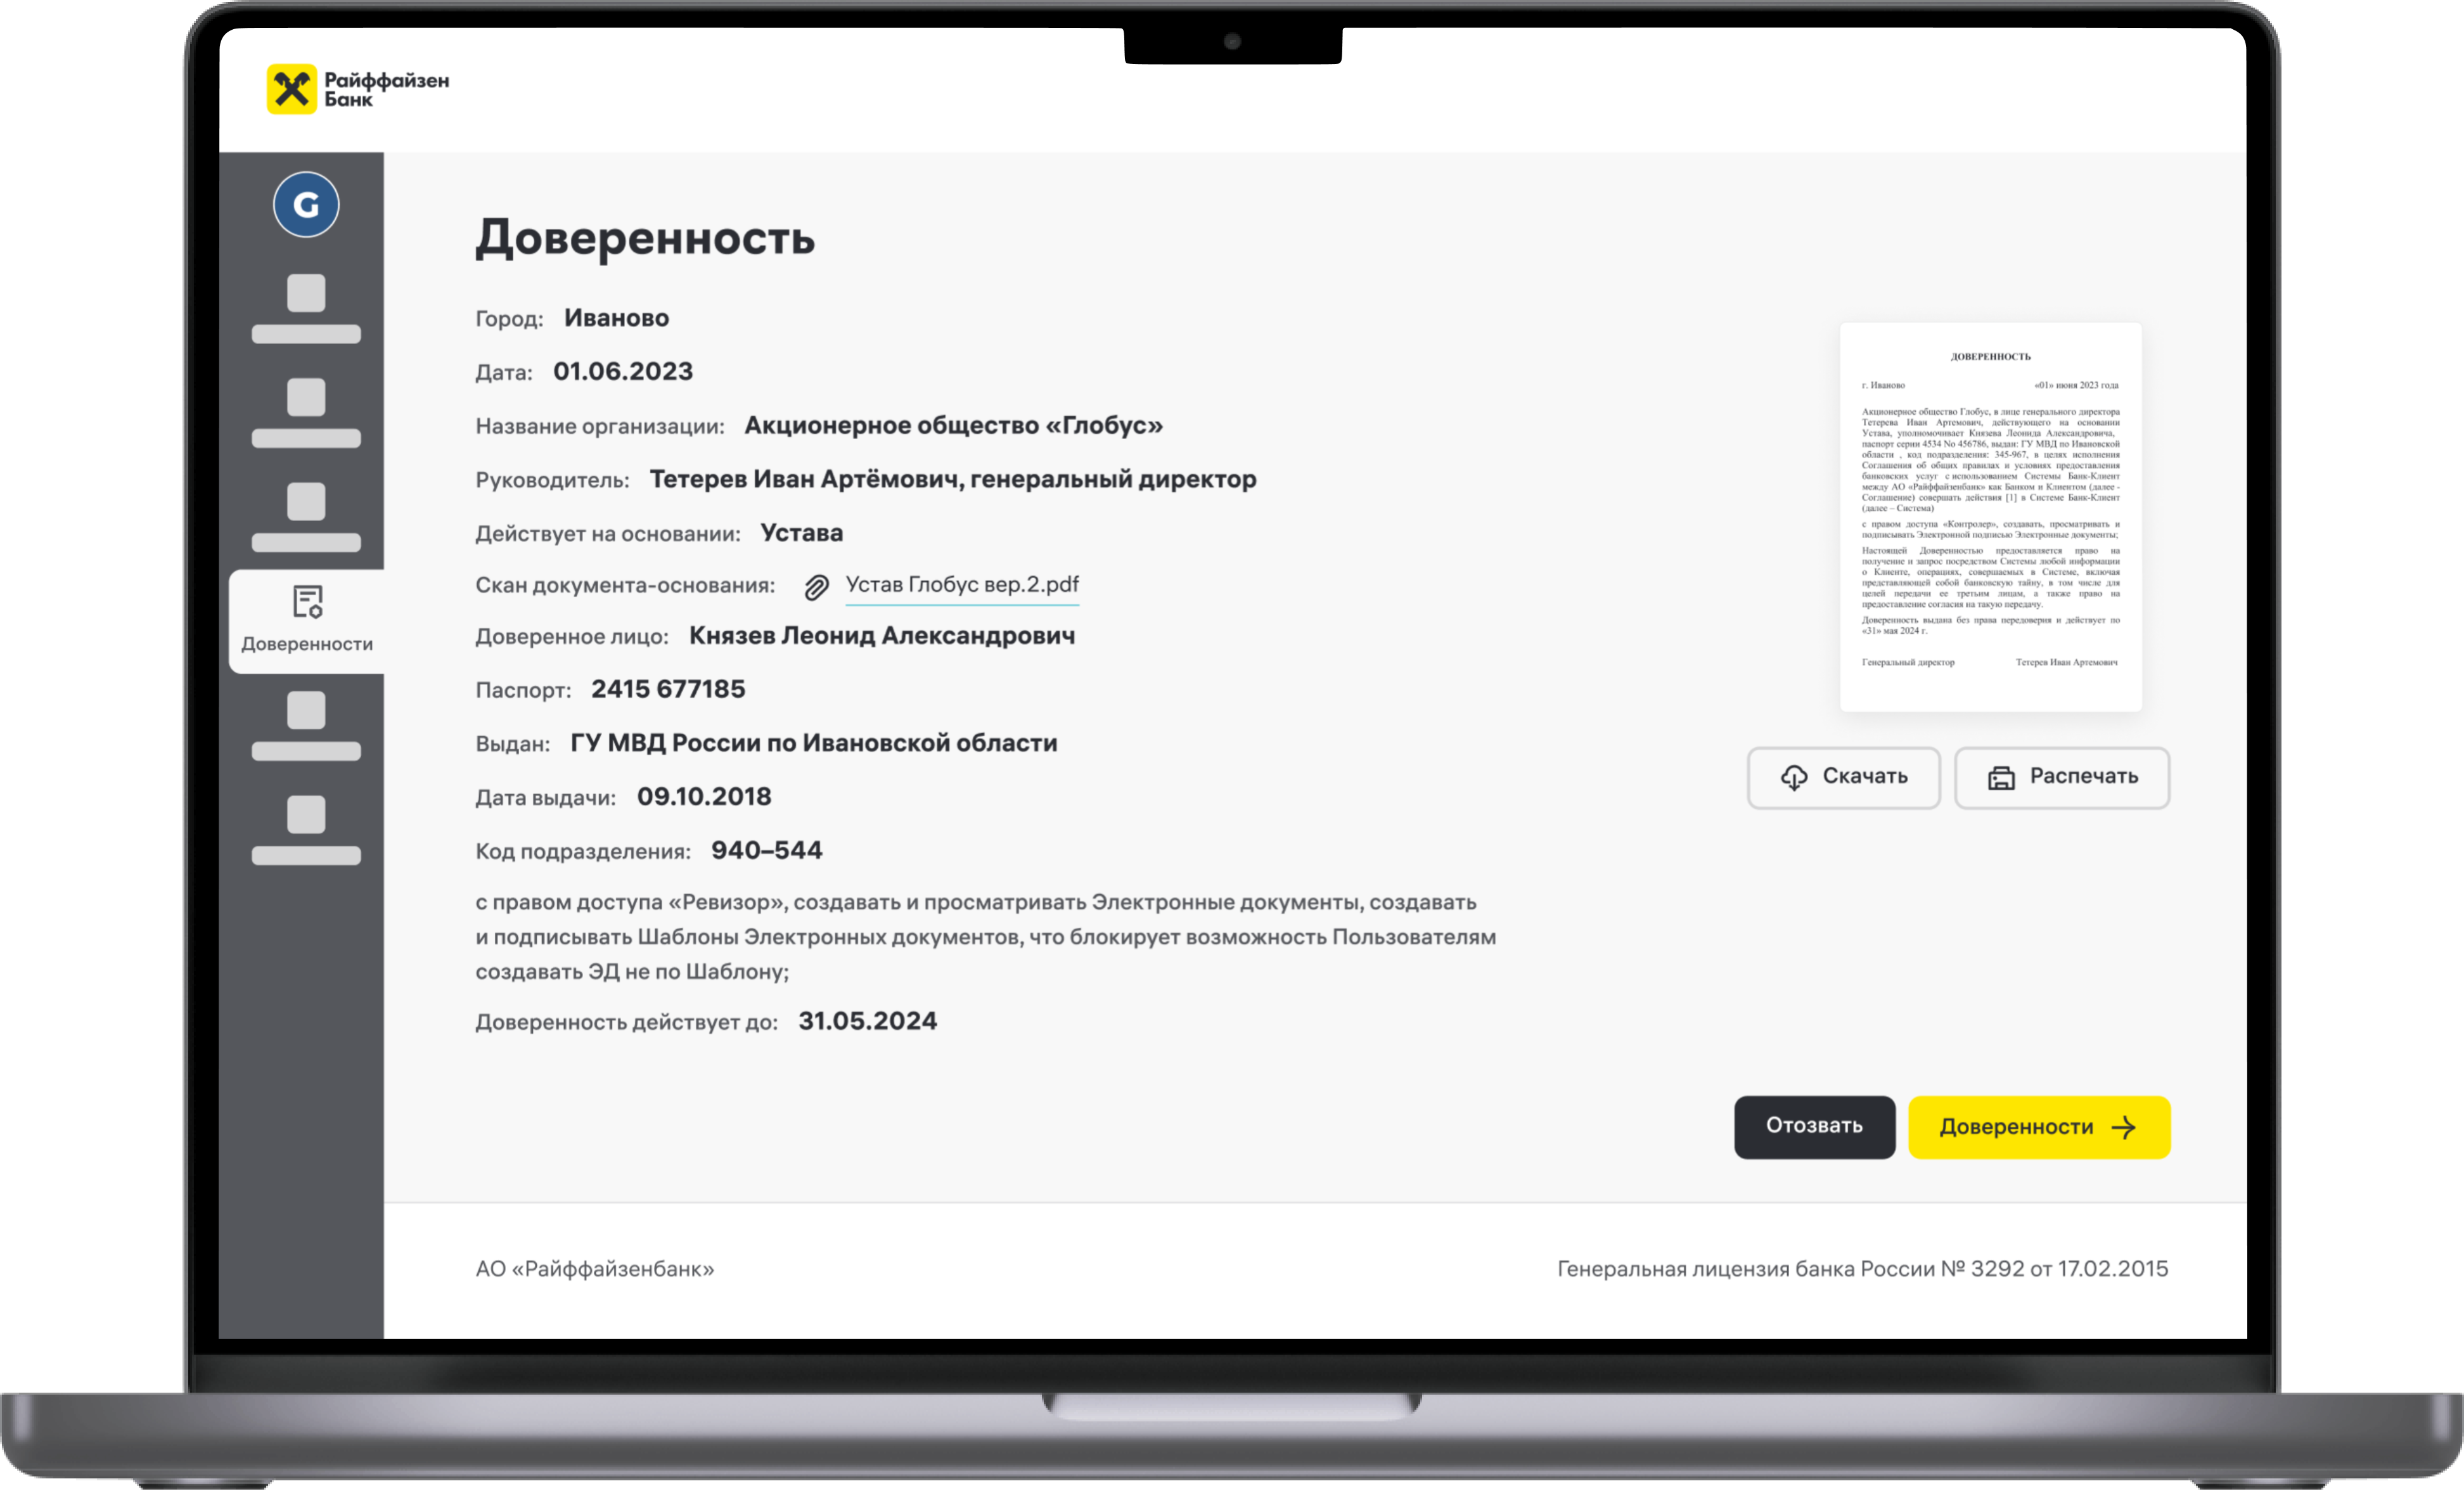 Райффайзен
Банк
G
Доверенность
Город: Иваново
Дата: 01.06.2023
Название организации: Акционерное общество «Глобус»
Руководитель: Тетерев Иван Артёмович, генеральный директор
Действует на основании: Устава
Скан документа-основания: Устав Глобус вер.2.pdf
Доверенности
Доверенное лицо: Князев Леонид Александрович
Паспорт: 2415 677185
Выдан: ГУ МВД России по Ивановской области
Дата выдачи: 09.10.2018
Код подразделения: 940–544
с правом доступа «Ревизор», создавать и просматривать Электронные документы, создавать
и подписывать Шаблоны Электронных документов, что блокирует возможность Пользователям
создавать ЭД не по Шаблону;
Доверенность действует до: 31.05.2024
ДОВЕРЕННОСТЬ
г. Иваново «01» июня 2023 года
Акционерное общество Глобус, в лице генерального директора
Тетерева Иван Артемович, действующего на основании
Устава, уполномочивает Князева Леонида Александровича,
паспорт серии 4534 No 456786, выдан: ГУ МВД по Ивановской
области , код подразделения: 345-967, в целях исполнения
Соглашения об общих правилах и условиях предоставления
банковских услуг с использованием Системы Банк-Клиент
между АО «Райффайзенбанк» как Банком и Клиентом (далее -
Соглашение) совершать действия [1] в Системе Банк-Клиент
(далее – Система)
с правом доступа «Контролер», создавать, просматривать и
подписывать Электронной подписью Электронные документы;
Настоящей Доверенностью предоставляется право на
получение и запрос посредством Системы любой информации
о Клиенте, операциях, совершаемых в Системе, включая
представляющей собой банковскую тайну, в том числе для
целей передачи ее третьим лицам, а также право на
предоставление согласия на такую передачу.
Доверенность выдана без права передоверия и действует по
«31» мая 2024 г.
Генеральный директор Тетерев Иван Артемович
Скачать
Распечать
Отозвать
Доверенности
АО «Райффайзенбанк»
Генеральная лицензия банка России № 3292 от 17.02.2015